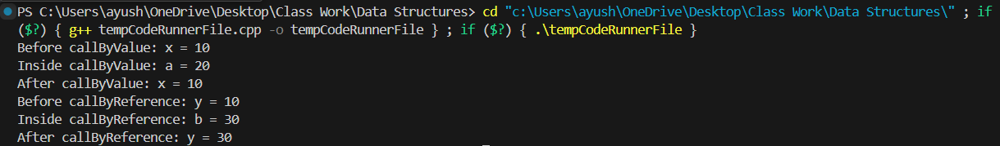 PS C:\Users\ayush\OneDrive\Desktop\Class Work\Data Structures> cd "c:\Users\ayush\OneDrive\Desktop\Class Work\Data Structures\" ; if
($?) { g++ tempCodeRunnerFile.cpp -o tempCodeRunnerFile } ; if ($?) { .\tempCodeRunnerFile }
Before callByValue: x = 10
Inside callByValue: a = 20
After callByValue: x = 10
Before callByReference: y = 10
Inside callByReference: b = 30
After callByReference: y = 30